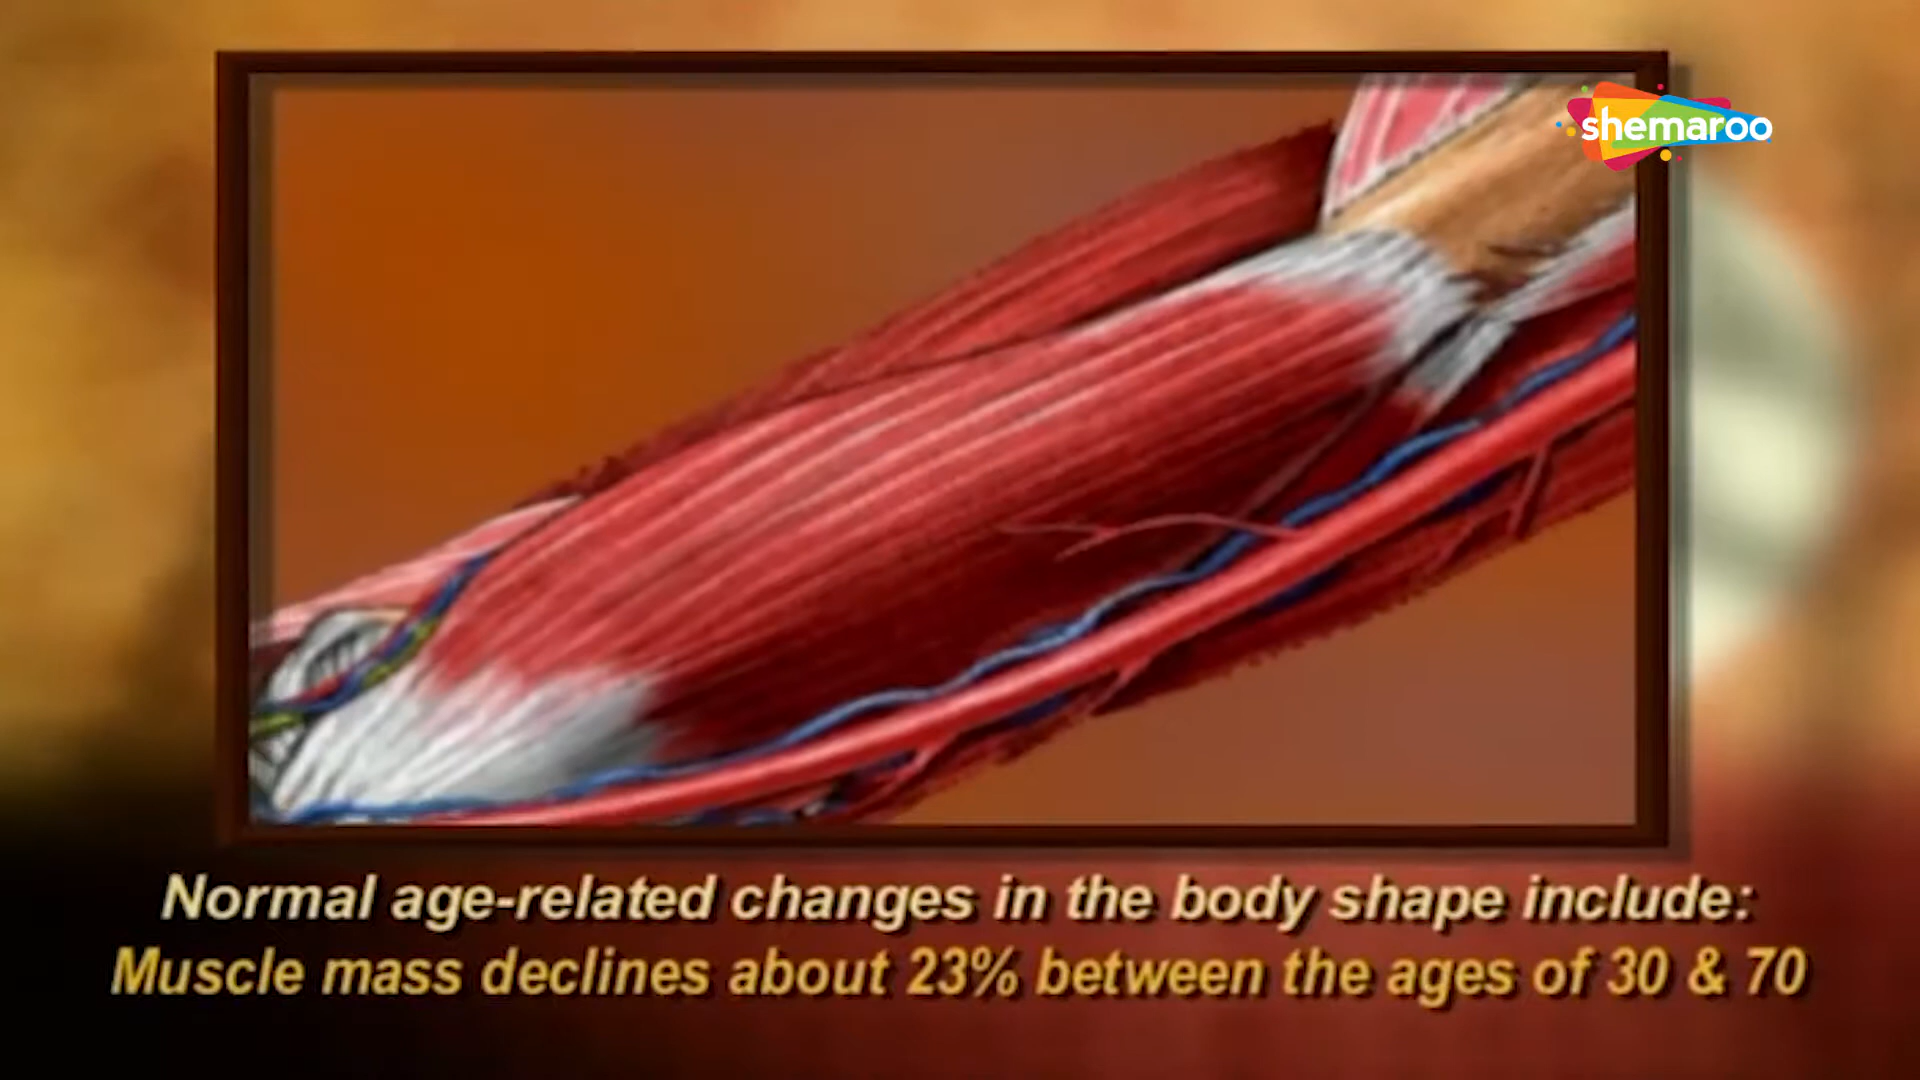 shemaroo
Normal age-related changes in the body shape include:
Muscle mass declines about 23% between the ages of 30 & 70